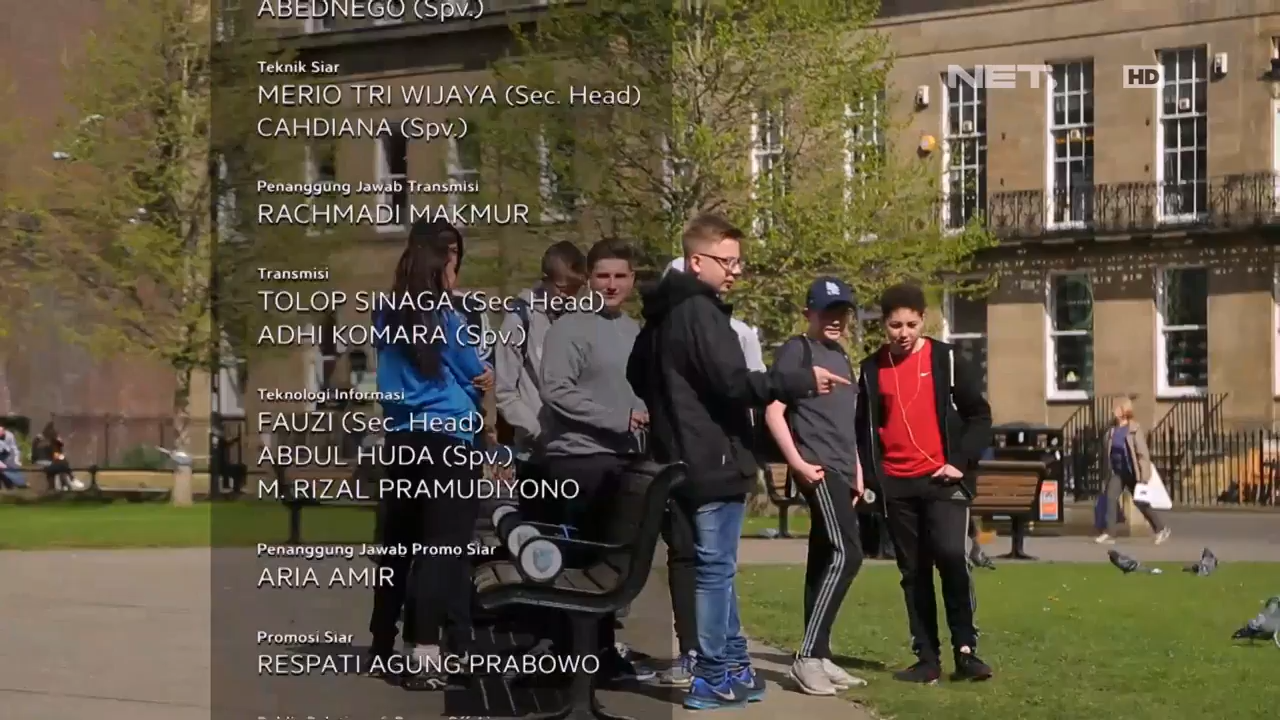 ABEDNEGO (Spv.)
NET
HD
Teknik Siar
MERIO TRI WIJAYA (Sec. Head)
CAHDIANA (Spv.)
Penanggung Jawab Transmisi
RACHMADI MAKMUR
Transmisi
TOLOP SINAGA (Sec. Head)
ADHI KOMARA (Spv.)
Teknologi Informasi
FAUZI (Sec. Head)
ABDUL HUDA (Spv.)
M. RIZAL PRAMUDIYONO
Penanggung Jawab Promo Siar
ARIA AMIR
Promosi Siar
RESPATI AGUNG PRABOWO